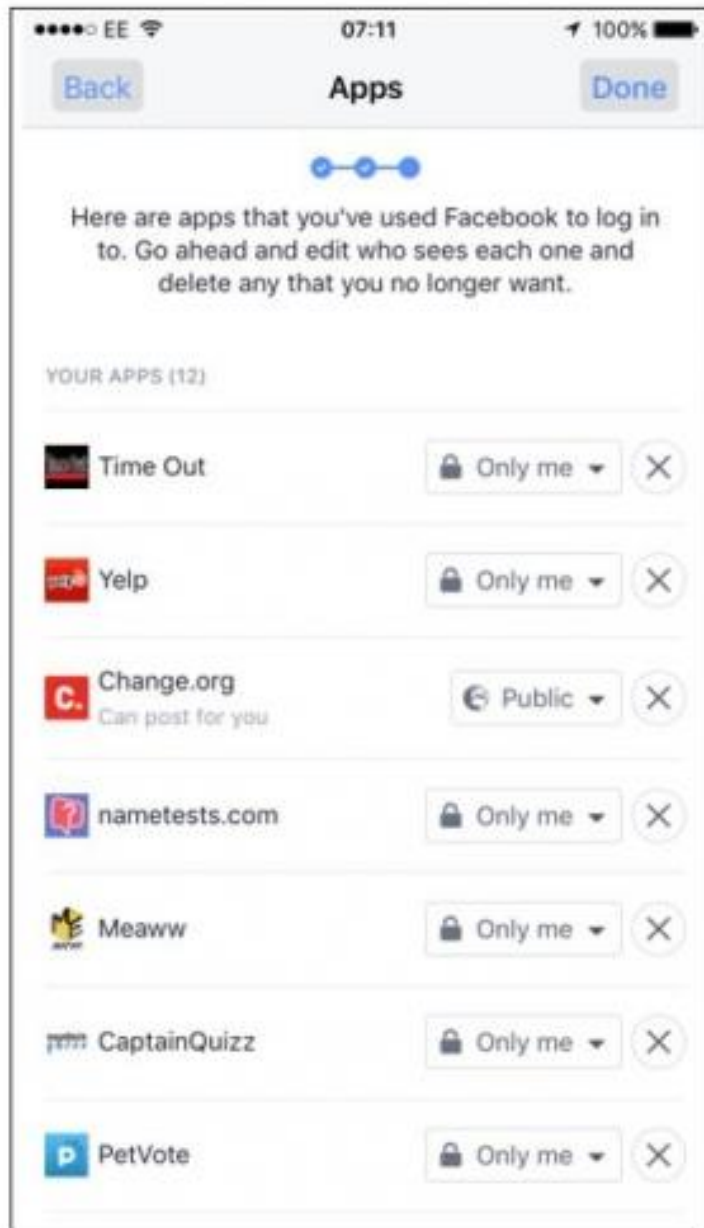 EE 07:11 100%
Back Apps Done
Here are apps that you've used Facebook to log in
to. Go ahead and edit who sees each one and
delete any that you no longer want.
YOUR APPS (12)
Time Out Only me
Yelp Only me
C. Change.org Public
Can post for you
nametests.com Only me
Meaww Only me
CaptainQuizz Only me
P PetVote Only me